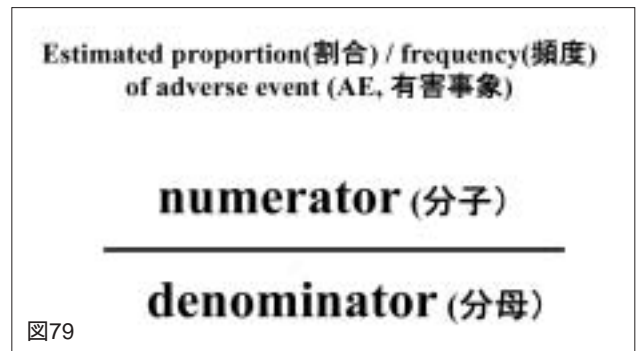 Estimated proportion(割合) / frequency(頻度)
of adverse event (AE, 有害事象)
numerator (分子)
denominator (分母)
図79